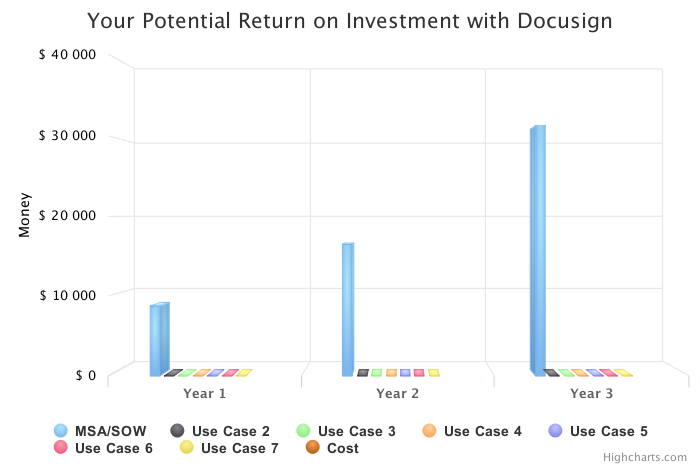 Your Potential Return on Investment with Docusign
$ 40 000
$ 30 000
$ 20 000
$ 10 000
$ 0
Money
Year 1
Year 2
Year 3
MSA/SOW
Use Case 2
Use Case 3
Use Case 4
Use Case 5
Use Case 6
Use Case 7
Cost
Highcharts.com